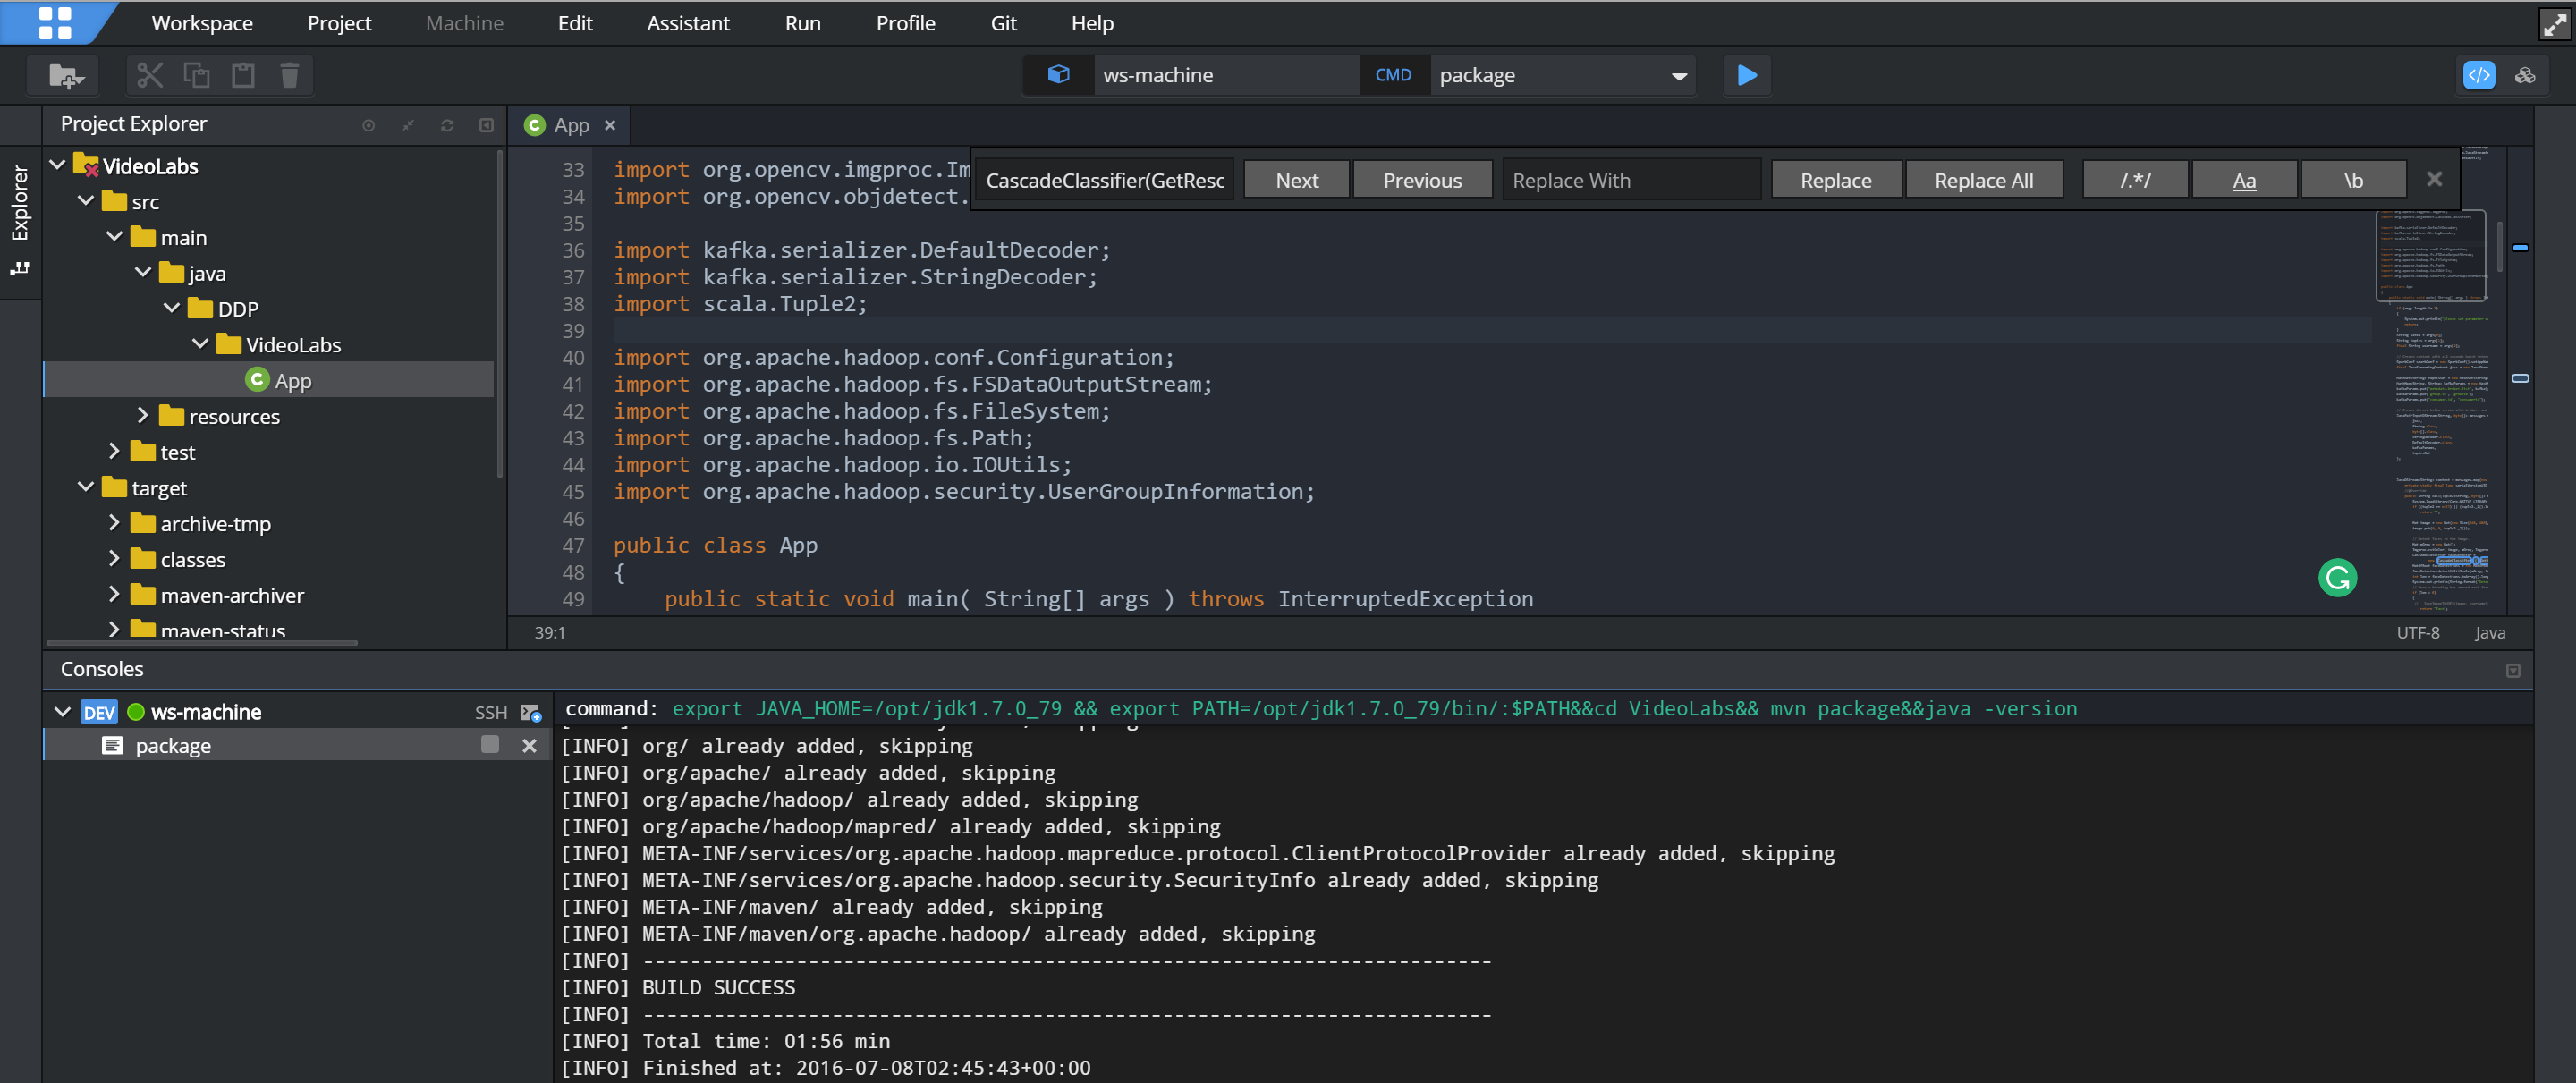 Workspace Project Machine Edit Assistant Run Profile Git Help
ws-machine CMD package
Project Explorer
App
Explorer
VideoLabs
src
main
java
DDP
VideoLabs
App
resources
test
target
archive-tmp
classes
maven-archiver
maven-status
CascadeClassifier(GetResc Next Previous Replace With Replace Replace All /.*/ Aa \b
33 import org.opencv.imgproc.Im
34 import org.opencv.objdetect.
35
36 import kafka.serializer.DefaultDecoder;
37 import kafka.serializer.StringDecoder;
38 import scala.Tuple2;
39
40 import org.apache.hadoop.conf.Configuration;
41 import org.apache.hadoop.fs.FSDataOutputStream;
42 import org.apache.hadoop.fs.FileSystem;
43 import org.apache.hadoop.fs.Path;
44 import org.apache.hadoop.io.IOUtils;
45 import org.apache.hadoop.security.UserGroupInformation;
46
47 public class App
48 {
49 public static void main( String[] args ) throws InterruptedException
39:1 UTF-8 Java
Consoles
DEV ws-machine SSH
package
command: export JAVA_HOME=/opt/jdk1.7.0_79 && export PATH=/opt/jdk1.7.0_79/bin/:$PATH&&cd VideoLabs&& mvn package&&java -version
[INFO] org/ already added, skipping
[INFO] org/apache/ already added, skipping
[INFO] org/apache/hadoop/ already added, skipping
[INFO] org/apache/hadoop/mapred/ already added, skipping
[INFO] META-INF/services/org.apache.hadoop.mapreduce.protocol.ClientProtocolProvider already added, skipping
[INFO] META-INF/services/org.apache.hadoop.security.SecurityInfo already added, skipping
[INFO] META-INF/maven/ already added, skipping
[INFO] META-INF/maven/org.apache.hadoop/ already added, skipping
[INFO] ------------------------------------------------------------------------
[INFO] BUILD SUCCESS
[INFO] ------------------------------------------------------------------------
[INFO] Total time: 01:56 min
[INFO] Finished at: 2016-07-08T02:45:43+00:00